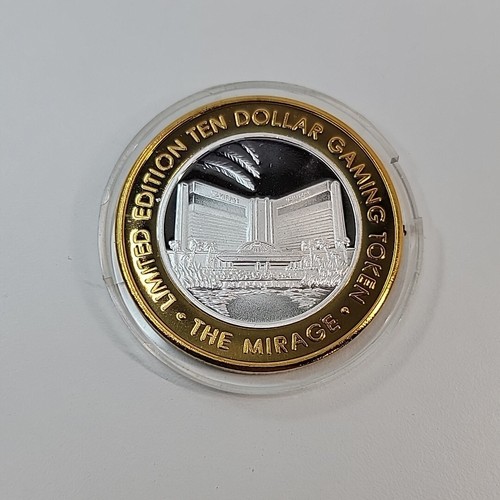 LIMITED EDITION TEN DOLLAR GAMING TOKEN
• THE MIRAGE •